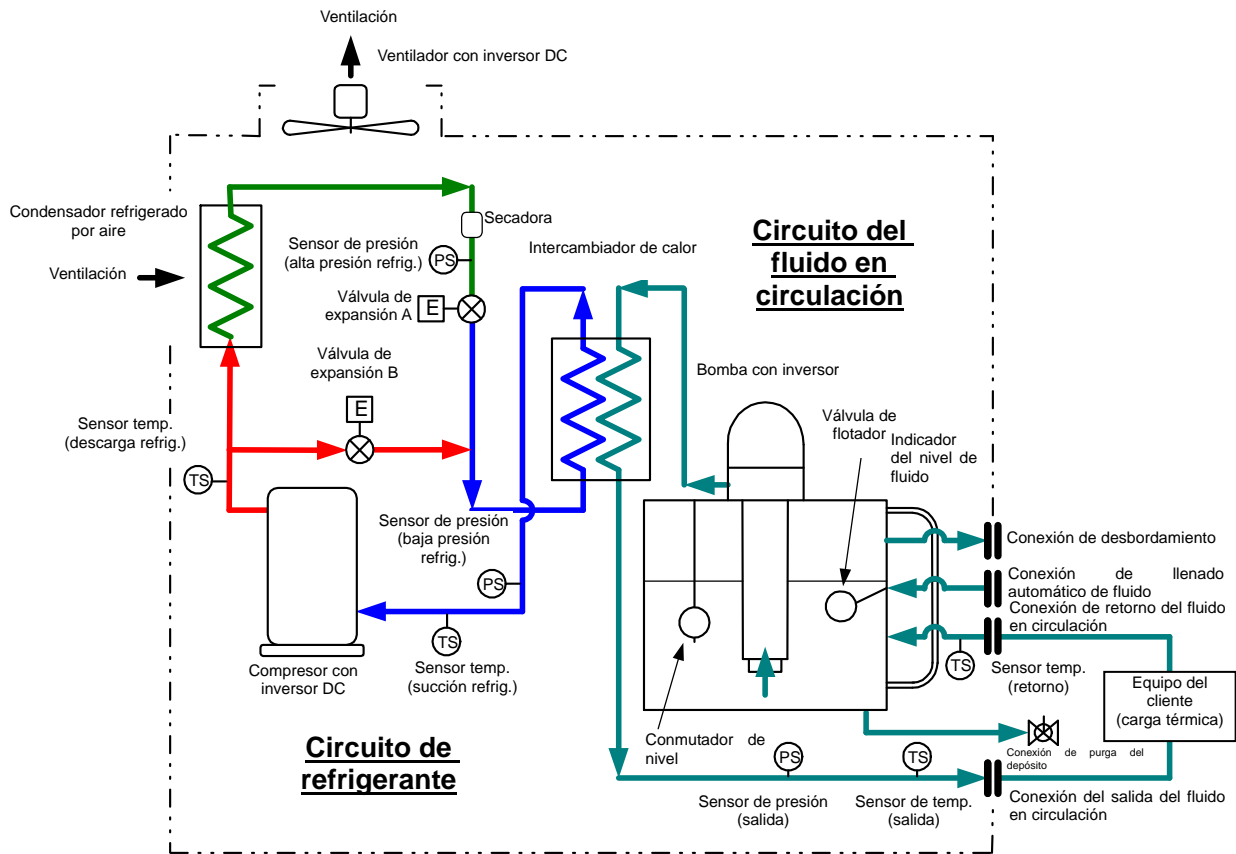 Ventilación
Ventilador con inversor DC
Condensador refrigerado
por aire
Ventilación
Secadora
Sensor de presión
(alta presión refrig.)
PS
Válvula de
expansión A
E
Válvula de
expansión B
E
Sensor temp.
(descarga refrig.)
TS
Intercambiador de calor
Circuito del
fluido en
circulación
Bomba con inversor
Válvula de
flotador
Indicador
del nivel de
fluido
Sensor de presión
(baja presión
refrig.)
PS
TS
Sensor temp.
(succión refrig.)
Compresor con
inversor DC
Circuito de
refrigerante
Conexión de desbordamiento
Conexión de llenado
automático de fluido
Conexión de retorno del fluido
en circulación
TS
Sensor temp.
(retorno)
Equipo del
cliente
(carga térmica)
Conmutador de
nivel
Conexión de purga del
depósito
PS
TS
Sensor de presión
(salida)
Sensor de temp.
(salida)
Conexión del salida del fluido
en circulación